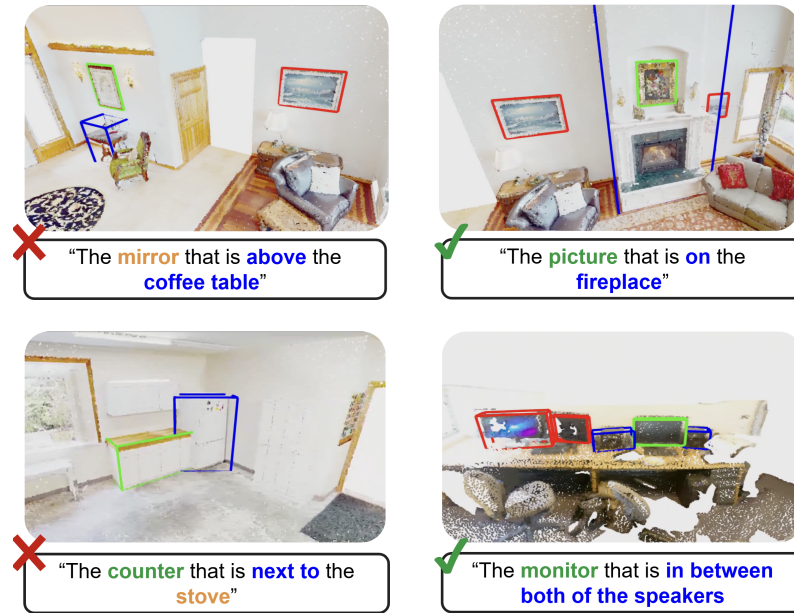 “The mirror that is above the
coffee table”
“The picture that is on the
fireplace”
“The counter that is next to the
stove”
“The monitor that is in between
both of the speakers